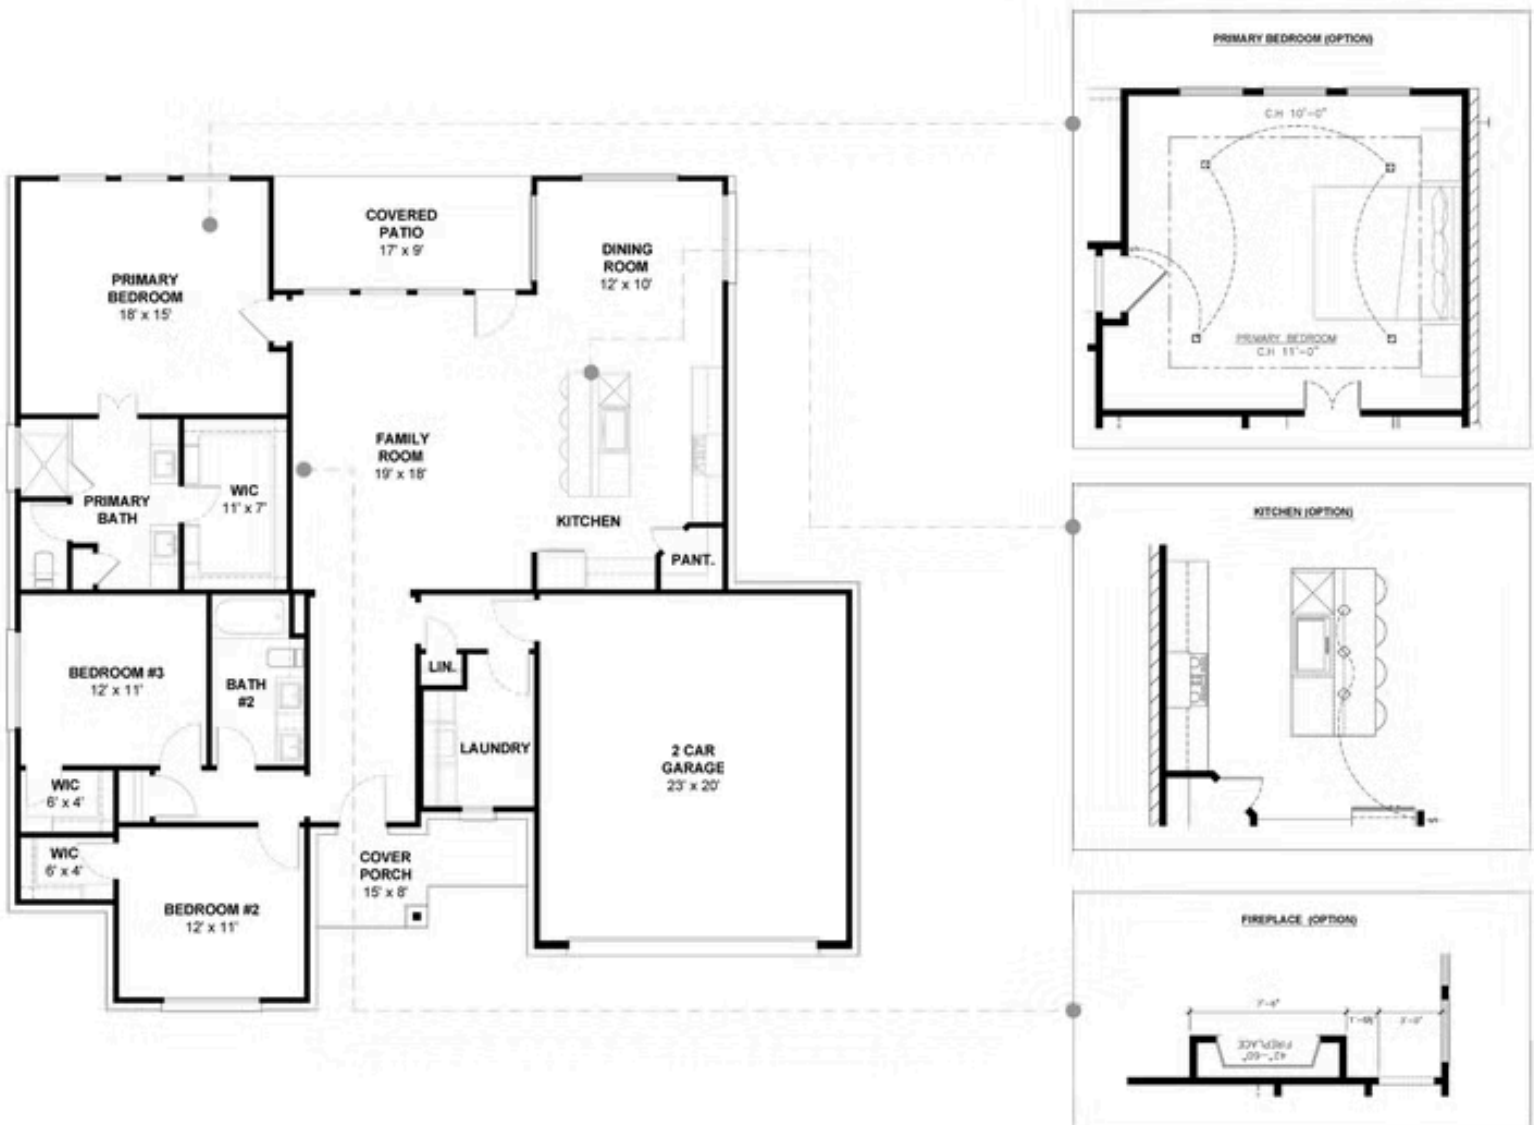 PRIMARY BEDROOM (OPTION)
C.H 10'-0"
PRIMARY BEDROOM
C.H 11'-0"
COVERED
PATIO
17' x 9'
DINING
ROOM
12' x 10'
PRIMARY
BEDROOM
18' x 15'
FAMILY
ROOM
19' x 18'
WIC
11' x 7'
PRIMARY
BATH
KITCHEN
PANT.
KITCHEN (OPTION)
BEDROOM #3
12' x 11'
BATH
#2
LIN.
LAUNDRY
2 CAR
GARAGE
23' x 20'
WIC
6' x 4'
WIC
6' x 4'
COVER
PORCH
15' x 8'
BEDROOM #2
12' x 11'
FIREPLACE (OPTION)
FIREPLACE
42"-60"